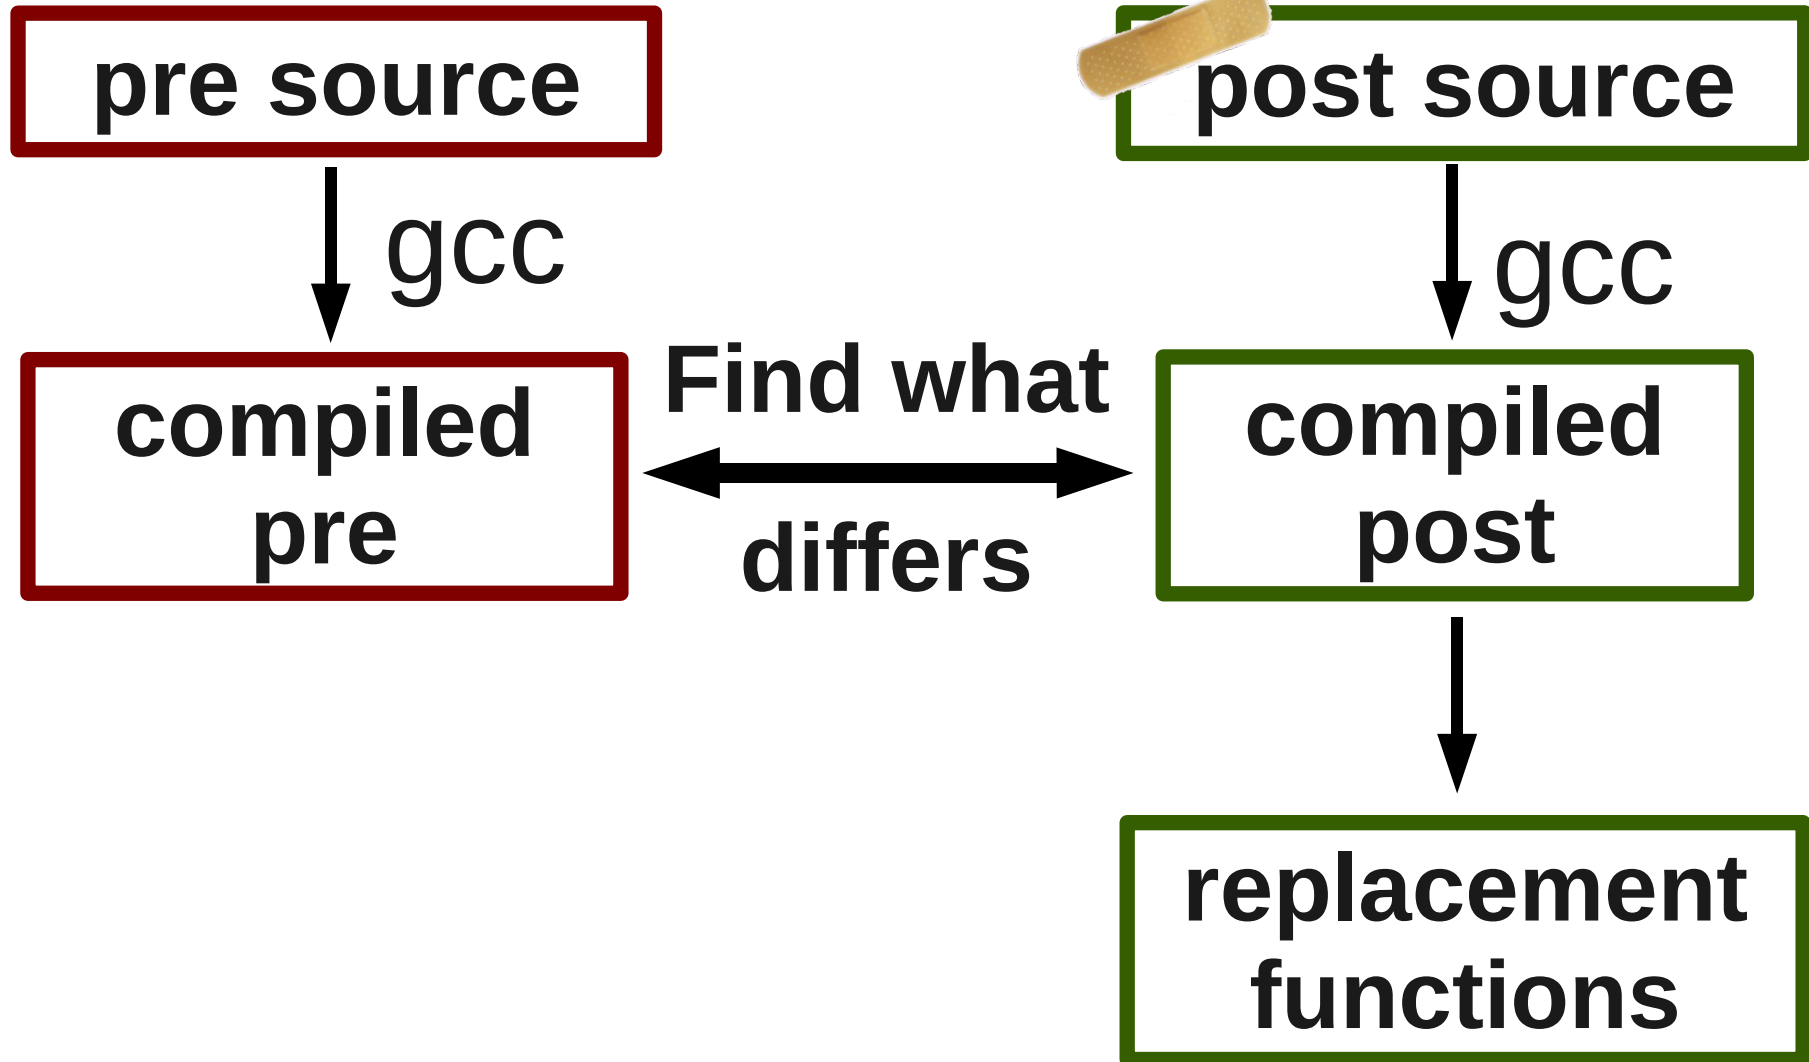 pre source
post source
gcc
gcc
compiled
pre
Find what
differs
compiled
post
replacement
functions